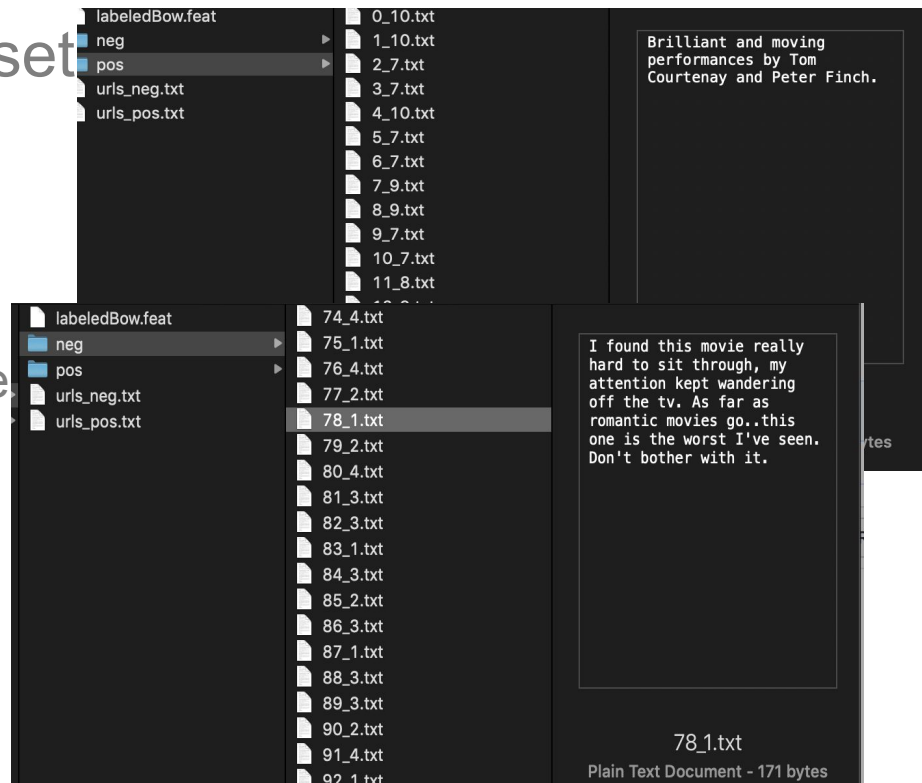 set
labeledBow.feat
neg
pos
urls_neg.txt
urls_pos.txt
0_10.txt
1_10.txt
2_7.txt
3_7.txt
4_10.txt
5_7.txt
6_7.txt
7_9.txt
8_9.txt
9_7.txt
10_7.txt
11_8.txt
Brilliant and moving
performances by Tom
Courtenay and Peter Finch.
ytes
e
labeledBow.feat
neg
pos
urls_neg.txt
urls_pos.txt
74_4.txt
75_1.txt
76_4.txt
77_2.txt
78_1.txt
79_2.txt
80_4.txt
81_3.txt
82_3.txt
83_1.txt
84_3.txt
85_2.txt
86_3.txt
87_1.txt
88_3.txt
89_3.txt
90_2.txt
91_4.txt
92_1.txt
I found this movie really
hard to sit through, my
attention kept wandering
off the tv. As far as
romantic movies go..this
one is the worst I've seen.
Don't bother with it.
78_1.txt
Plain Text Document - 171 bytes